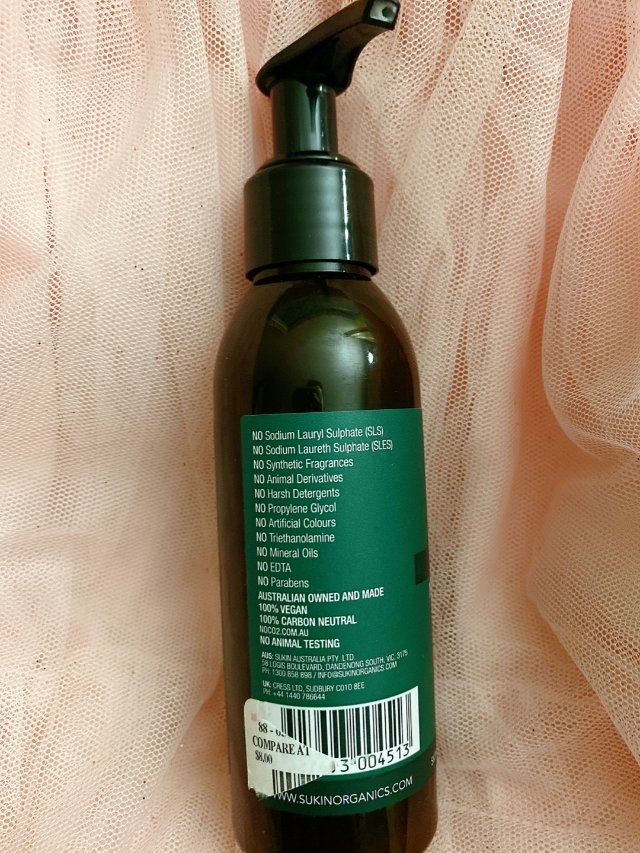 NO Sodium Lauryl Sulphate (SLS)
NO Sodium Laureth Sulphate (SLES)
NO Synthetic Fragrances
NO Animal Derivatives
NO Harsh Detergents
NO Propylene Glycol
NO Artificial Colours
NO Triethanolamine
NO Mineral Oils
NO EDTA
NO Parabens
AUSTRALIAN OWNED AND MADE
100% VEGAN
100% CARBON NEUTRAL
NOCO2.COM.AU
NO ANIMAL TESTING
AUS: SUKIN AUSTRALIA PTY. LTD
56 LOGIS BOULEVARD, DANDENONG SOUTH, VIC, 3175
PH: 1300 858 898 / INFO@SUKINORGANICS.COM
UK: CRESS LTD, SUDBURY CO10 8EE
PH: +44 1440 786644
COMPARE AT
$8.00
004513
WWW.SUKINORGANICS.COM